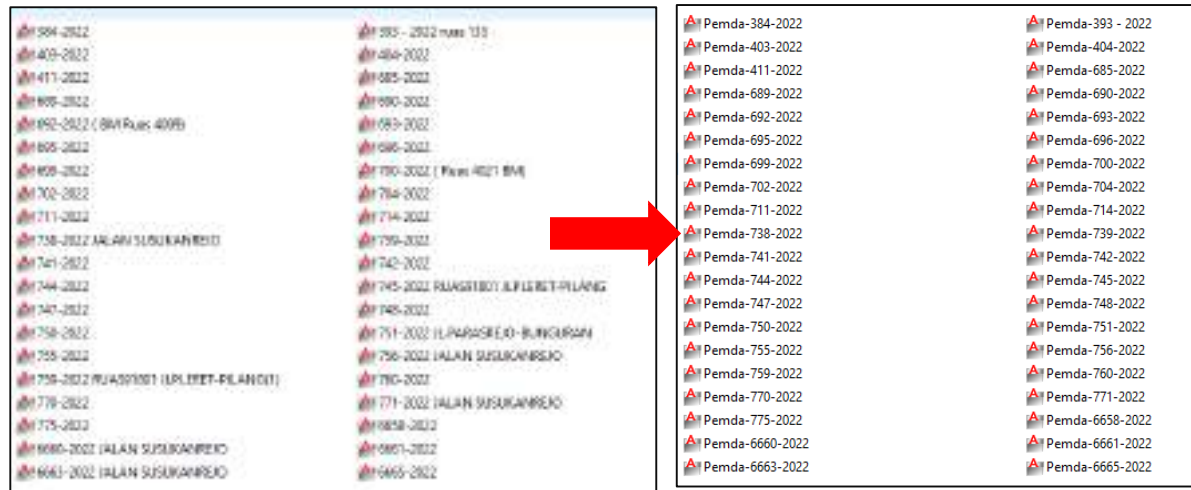 384-2022
393 - 2022 ruas
403-2022
404-2022
411-2022
685-2022
689-2022
690-2022
692-2022 ( BM Ruas
693-2022
695-2022
696-2022
699-2022
700-2022 ( Ruas 4021 BM)
702-2022
704-2022
711-2022
714-2022
738-2022 JALAN SUSUKANREJO
739-2022
741-2022
742-2022
744-2022
745-2022 JLPLERET-PILANG
747-2022
748-2022
750-2022
751-2022
755-2022
756-2022 JALAN SUSUKANREJO
759-2022
760-2022
770-2022
771-2022 JALAN SUSUKANREJO
775-2022
6658-2022
6660-2022 JALAN SUSUKANREJO
6661-2022
6663-2022 JALAN SUSUKANREJO
6665-2022
Pemda-384-2022
Pemda-393 - 2022
Pemda-403-2022
Pemda-404-2022
Pemda-411-2022
Pemda-685-2022
Pemda-689-2022
Pemda-690-2022
Pemda-692-2022
Pemda-693-2022
Pemda-695-2022
Pemda-696-2022
Pemda-699-2022
Pemda-700-2022
Pemda-702-2022
Pemda-704-2022
Pemda-711-2022
Pemda-714-2022
Pemda-738-2022
Pemda-739-2022
Pemda-741-2022
Pemda-742-2022
Pemda-744-2022
Pemda-745-2022
Pemda-747-2022
Pemda-748-2022
Pemda-750-2022
Pemda-751-2022
Pemda-755-2022
Pemda-756-2022
Pemda-759-2022
Pemda-760-2022
Pemda-770-2022
Pemda-771-2022
Pemda-775-2022
Pemda-6658-2022
Pemda-6660-2022
Pemda-6661-2022
Pemda-6663-2022
Pemda-6665-2022